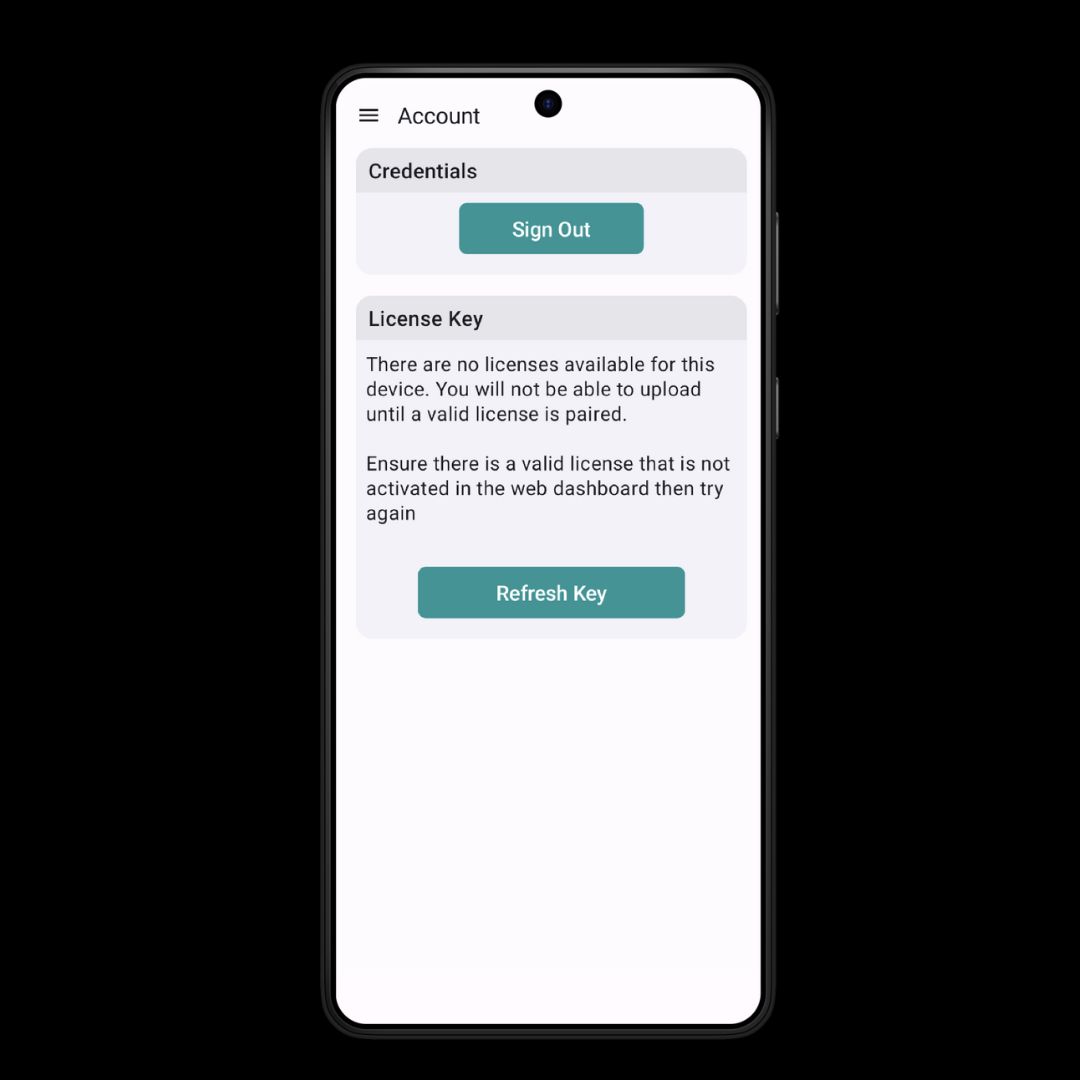 Account
Credentials
Sign Out
License Key
There are no licenses available for this
device. You will not be able to upload
until a valid license is paired.
Ensure there is a valid license that is not
activated in the web dashboard then try
again
Refresh Key